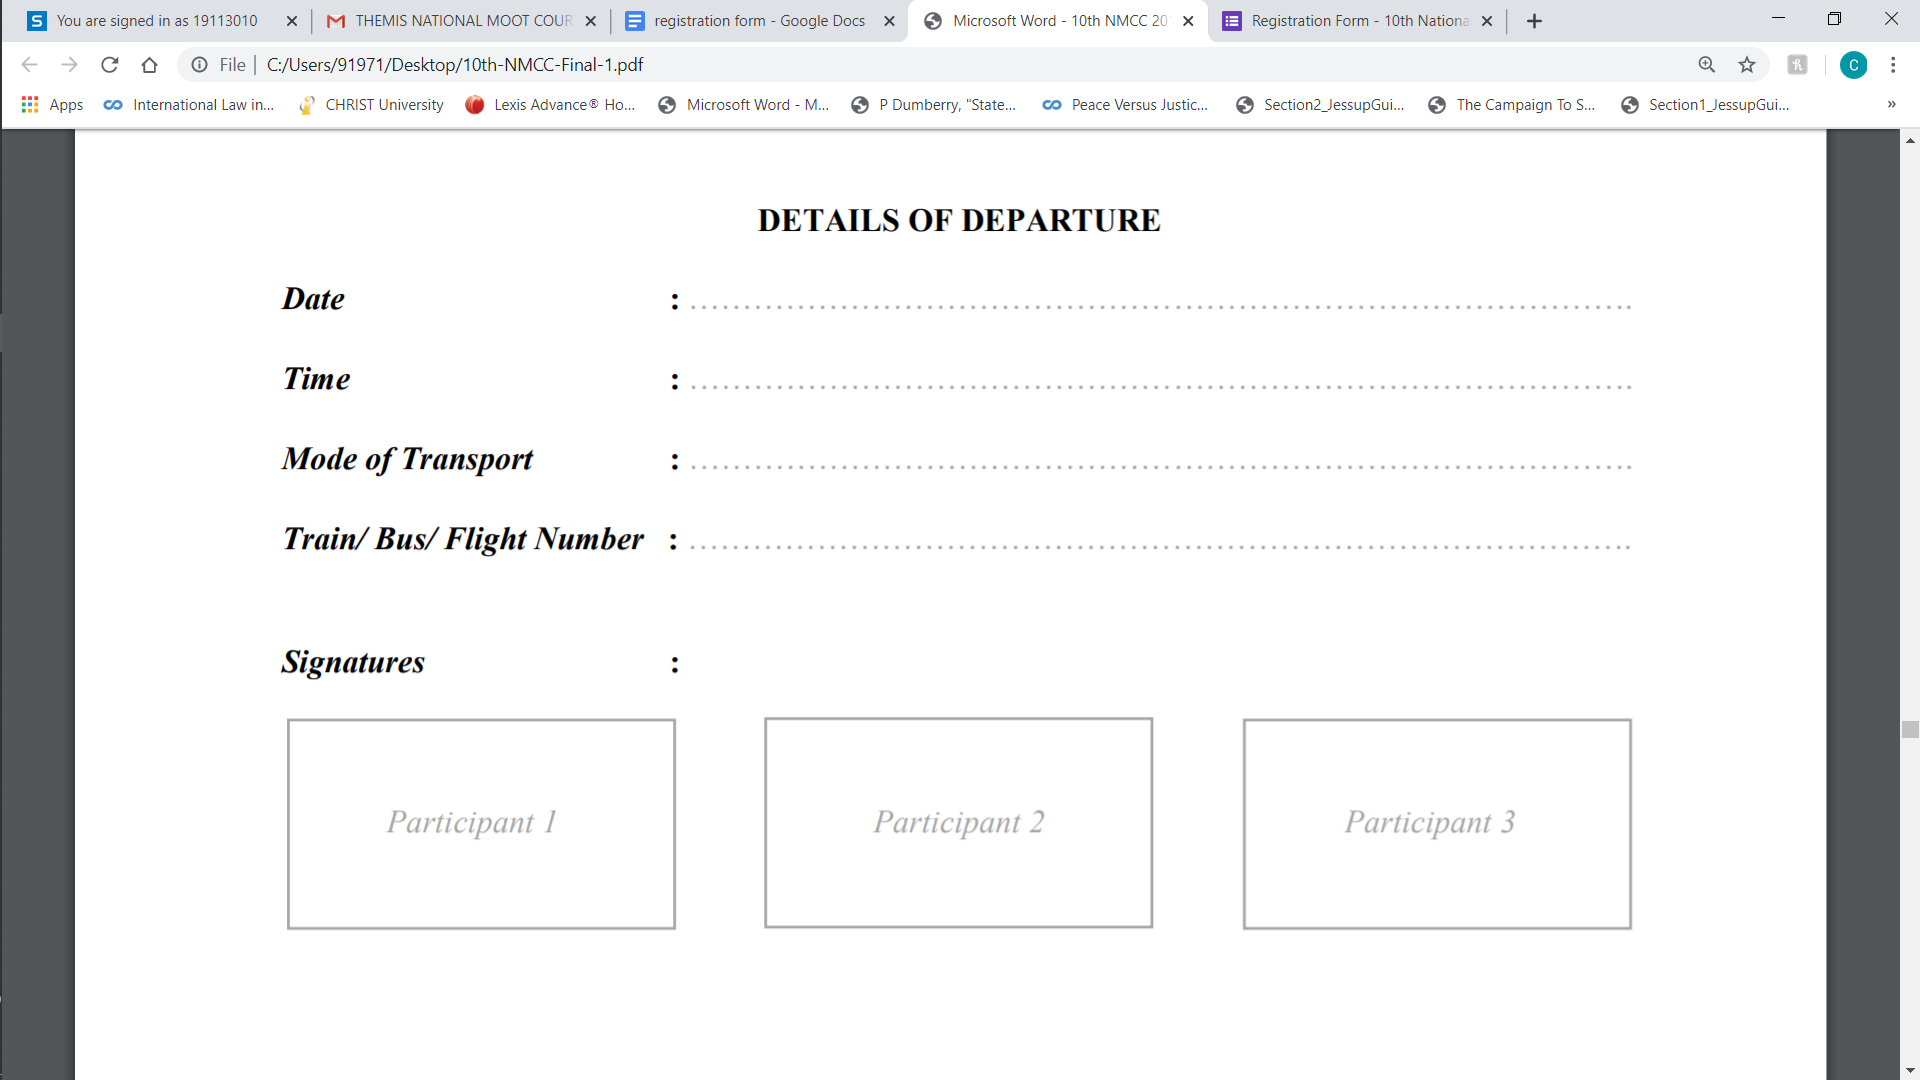 You are signed in as 19113010
THEMIS NATIONAL MOOT COUR
registration form - Google Docs
Microsoft Word - 10th NMCC 20
Registration Form - 10th Nationa
File
C:/Users/91971/Desktop/10th-NMCC-Final-1.pdf
C
Apps
International Law in...
CHRIST University
Lexis Advance® Ho...
Microsoft Word - M...
P Dumberry, "State...
Peace Versus Justic...
Section2_JessupGui...
The Campaign To S...
Section1_JessupGui...
»
DETAILS OF DEPARTURE
Date : ........................................................................................
Time : ........................................................................................
Mode of Transport : ........................................................................................
Train/ Bus/ Flight Number : ........................................................................................
Signatures :
Participant 1
Participant 2
Participant 3